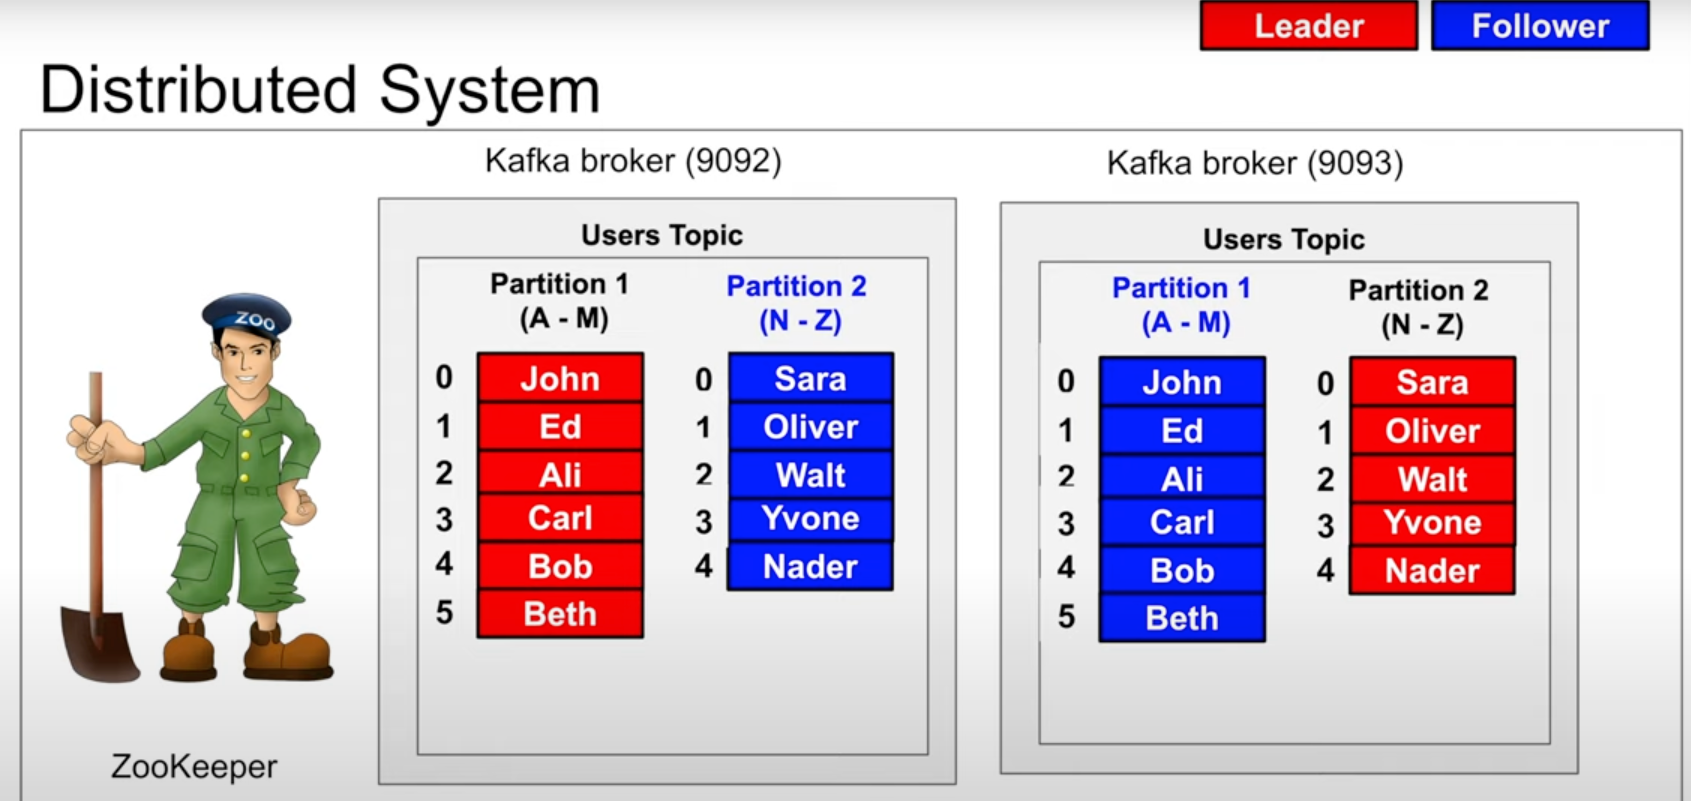 Leader
Follower
Distributed System
Kafka broker (9092)
Kafka broker (9093)
ZOO
ZooKeeper
Users Topic
Partition 1
(A - M)
0 John
1 Ed
2 Ali
3 Carl
4 Bob
5 Beth
Partition 2
(N - Z)
0 Sara
1 Oliver
2 Walt
3 Yvone
4 Nader
Users Topic
Partition 1
(A - M)
0 John
1 Ed
2 Ali
3 Carl
4 Bob
5 Beth
Partition 2
(N - Z)
0 Sara
1 Oliver
2 Walt
3 Yvone
4 Nader